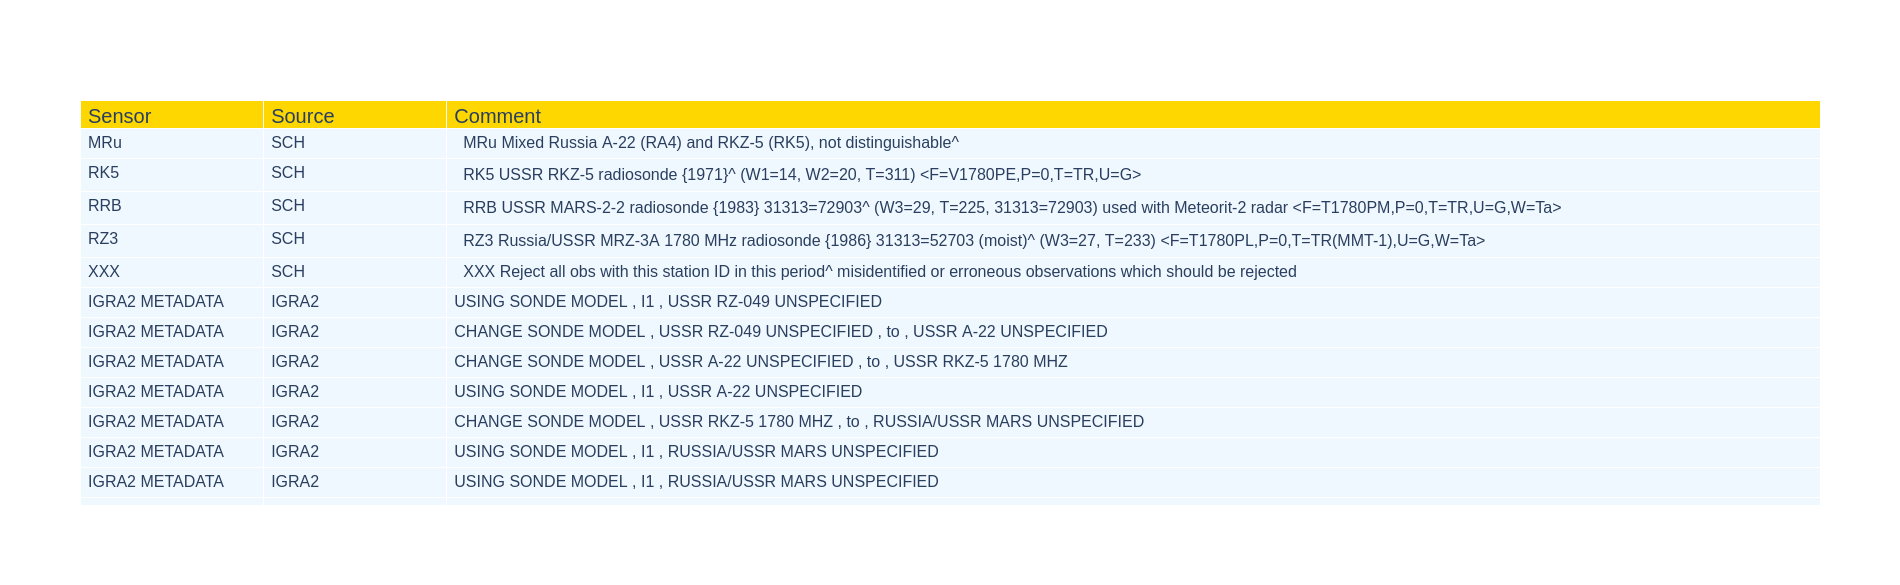 Sensor Source Comment
MRu SCH MRu Mixed Russia A-22 (RA4) and RKZ-5 (RK5), not distinguishable^
RK5 SCH RK5 USSR RKZ-5 radiosonde {1971}^ (W1=14, W2=20, T=311) <F=V1780PE,P=0,T=TR,U=G>
RRB SCH RRB USSR MARS-2-2 radiosonde {1983} 31313=72903^ (W3=29, T=225, 31313=72903) used with Meteorit-2 radar <F=T1780PM,P=0,T=TR,U=G,W=Ta>
RZ3 SCH RZ3 Russia/USSR MRZ-3A 1780 MHz radiosonde {1986} 31313=52703 (moist)^ (W3=27, T=233) <F=T1780PL,P=0,T=TR(MMT-1),U=G,W=Ta>
XXX SCH XXX Reject all obs with this station ID in this period^ misidentified or erroneous observations which should be rejected
IGRA2 METADATA IGRA2 USING SONDE MODEL , I1 , USSR RZ-049 UNSPECIFIED
IGRA2 METADATA IGRA2 CHANGE SONDE MODEL , USSR RZ-049 UNSPECIFIED , to , USSR A-22 UNSPECIFIED
IGRA2 METADATA IGRA2 CHANGE SONDE MODEL , USSR A-22 UNSPECIFIED , to , USSR RKZ-5 1780 MHZ
IGRA2 METADATA IGRA2 USING SONDE MODEL , I1 , USSR A-22 UNSPECIFIED
IGRA2 METADATA IGRA2 CHANGE SONDE MODEL , USSR RKZ-5 1780 MHZ , to , RUSSIA/USSR MARS UNSPECIFIED
IGRA2 METADATA IGRA2 USING SONDE MODEL , I1 , RUSSIA/USSR MARS UNSPECIFIED
IGRA2 METADATA IGRA2 USING SONDE MODEL , I1 , RUSSIA/USSR MARS UNSPECIFIED